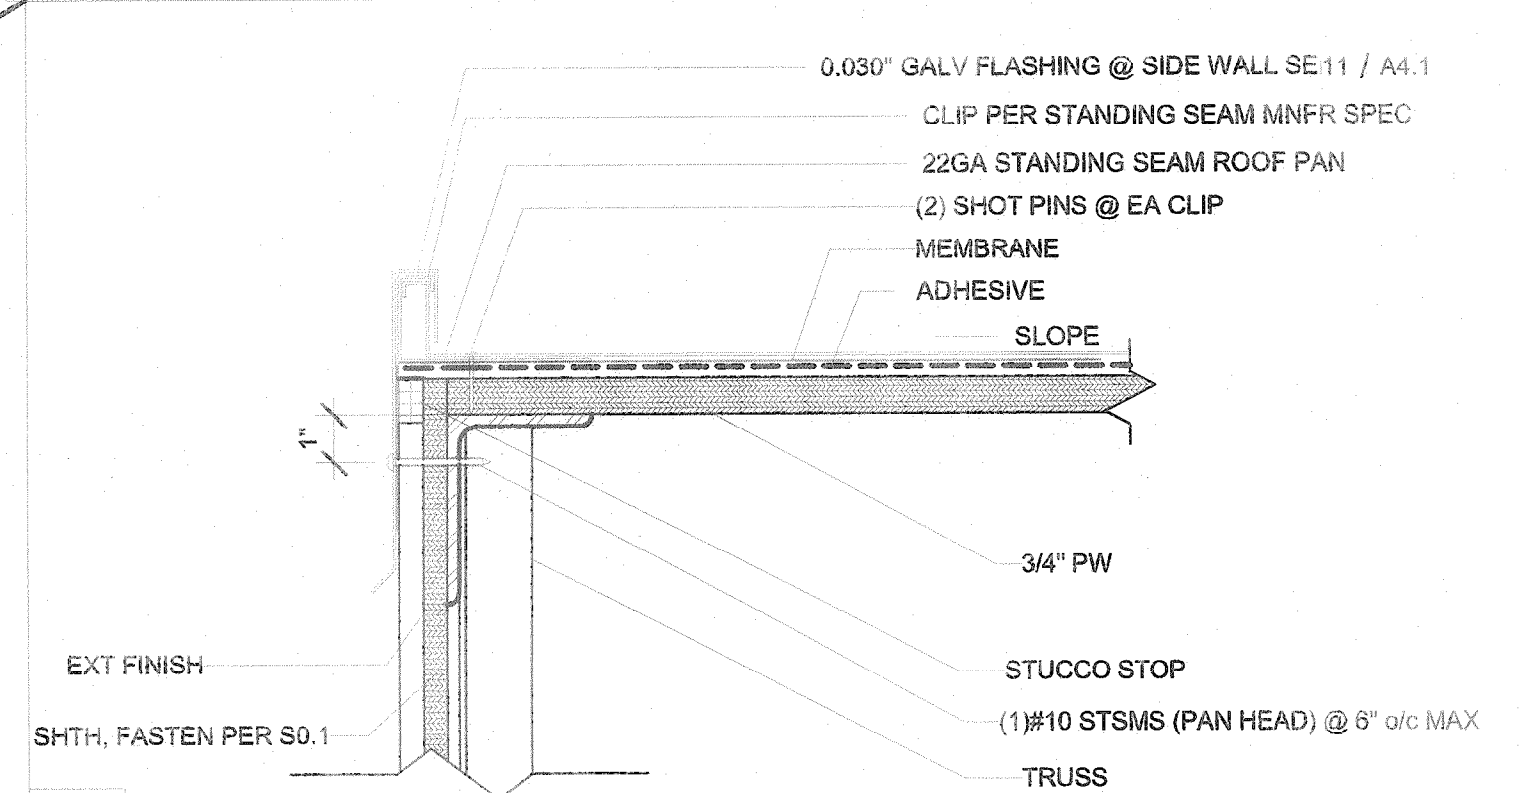 0.030" GALV FLASHING @ SIDE WALL SE 11 / A4.1
CLIP PER STANDING SEAM MNFR SPEC
22GA STANDING SEAM ROOF PAN
(2) SHOT PINS @ EA CLIP
MEMBRANE
ADHESIVE
SLOPE
1"
3/4" PW
EXT FINISH
STUCCO STOP
(1)#10 STSMS (PAN HEAD) @ 6" o/c MAX
SHTH, FASTEN PER S0.1
TRUSS